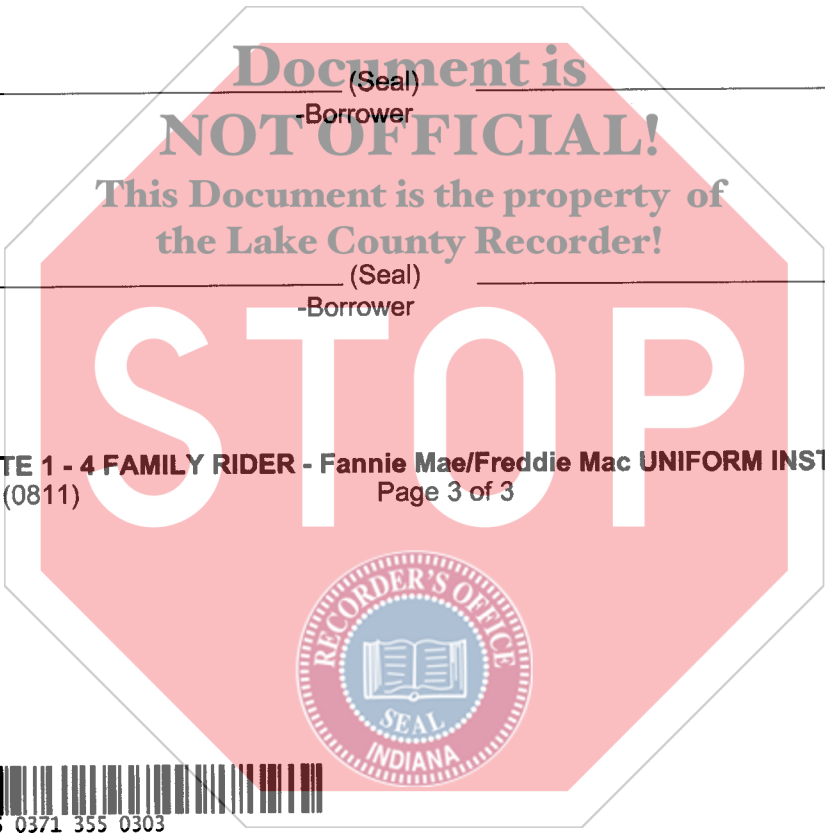 Document is
(Seal)
-Borrower
NOT OFFICIAL!
This Document is the property of
the Lake County Recorder!
(Seal)
-Borrower
STOP
TE 1 - 4 FAMILY RIDER - Fannie Mae/Freddie Mac UNIFORM INST
(0811) Page 3 of 3
RECORDER'S OFFICE
SEAL
INDIANA
0371 355 0303